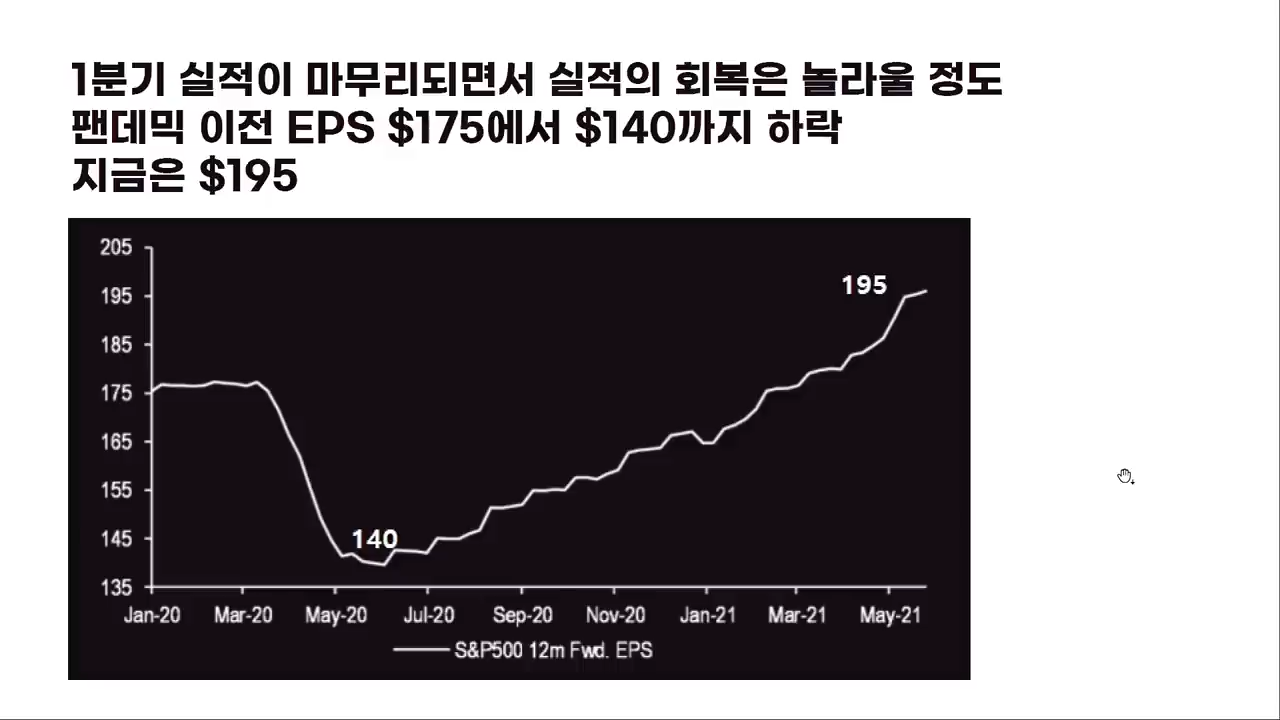 1분기 실적이 마무리되면서 실적의 회복은 놀라울 정도
팬데믹 이전 EPS $175에서 $140까지 하락
지금은 $195
205
195
185
175
165
155
145
135
195
140
Jan-20 Mar-20 May-20 Jul-20 Sep-20 Nov-20 Jan-21 Mar-21 May-21
S&P500 12m Fwd. EPS